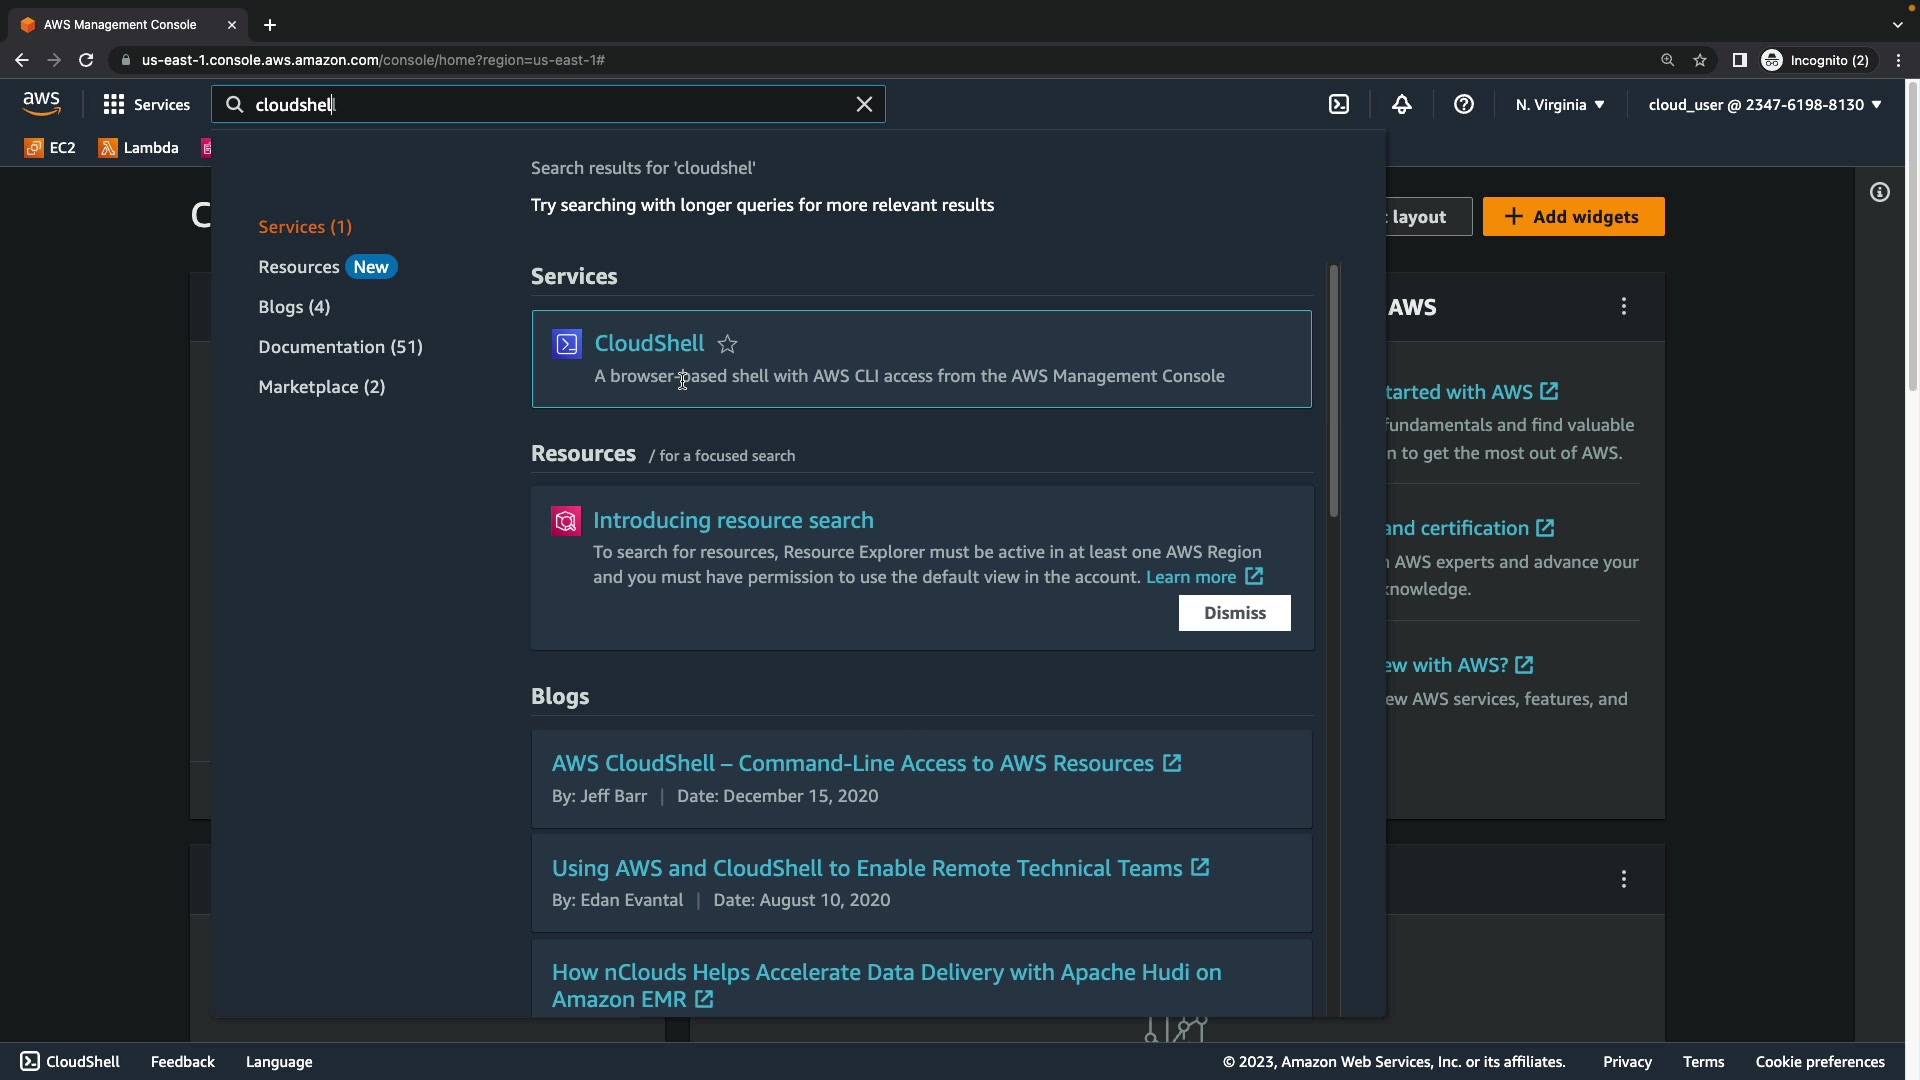 AWS Management Console
us-east-1.console.aws.amazon.com/console/home?region=us-east-1#
Incognito (2)
aws
Services
cloudshel
N. Virginia
cloud_user @ 2347-6198-8130
EC2
Lambda
Search results for 'cloudshel'
Try searching with longer queries for more relevant results
C
layout
Add widgets
Services (1)
Resources New
Blogs (4)
Documentation (51)
Marketplace (2)
Services
CloudShell
A browser-based shell with AWS CLI access from the AWS Management Console
Resources / for a focused search
Introducing resource search
To search for resources, Resource Explorer must be active in at least one AWS Region
and you must have permission to use the default view in the account. Learn more
Dismiss
Blogs
AWS CloudShell – Command-Line Access to AWS Resources
By: Jeff Barr | Date: December 15, 2020
Using AWS and CloudShell to Enable Remote Technical Teams
By: Edan Evantal | Date: August 10, 2020
How nClouds Helps Accelerate Data Delivery with Apache Hudi on
Amazon EMR
AWS
tarted with AWS
fundamentals and find valuable
n to get the most out of AWS.
and certification
AWS experts and advance your
knowledge.
ew with AWS?
ew AWS services, features, and
CloudShell
Feedback
Language
© 2023, Amazon Web Services, Inc. or its affiliates.
Privacy
Terms
Cookie preferences